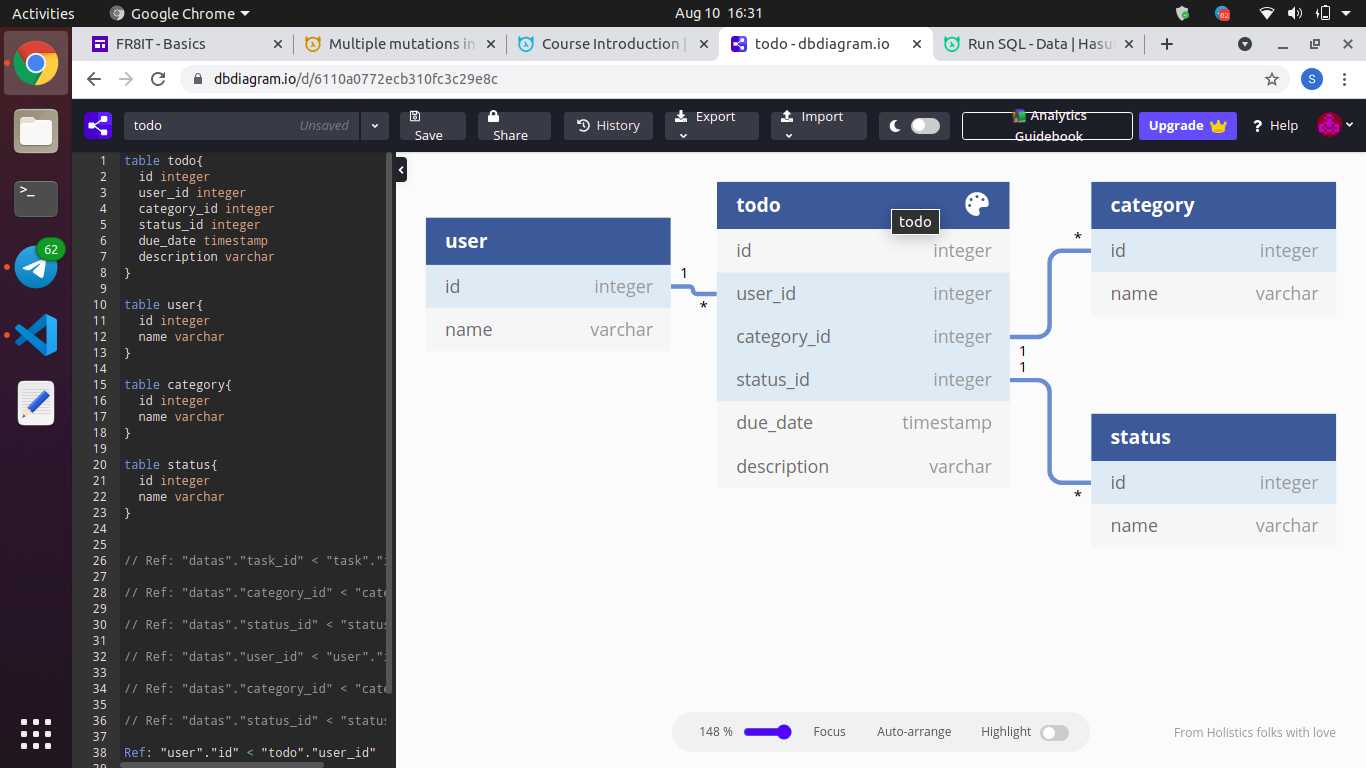 Activities
Google Chrome
Aug 10 16:31
62
FR8IT - Basics
Multiple mutations in
Course Introduction |
todo - dbdiagram.io
Run SQL - Data | Hasu
dbdiagram.io/d/6110a0772ecb310fc3c29e8c
S
todo
Unsaved
Save
Share
History
Export
Import
Analytics
Guidebook
Upgrade
Help
62
>_
1 table todo{
2 id integer
3 user_id integer
4 category_id integer
5 status_id integer
6 due_date timestamp
7 description varchar
8 }
9
10 table user{
11 id integer
12 name varchar
13 }
14
15 table category{
16 id integer
17 name varchar
18 }
19
20 table status{
21 id integer
22 name varchar
23 }
24
25
26 // Ref: "datas"."task_id" < "task"."i
27
28 // Ref: "datas"."category_id" < "cate
29
30 // Ref: "datas"."status_id" < "status
31
32 // Ref: "datas"."user_id" < "user"."i
33
34 // Ref: "datas"."category_id" < "cate
35
36 // Ref: "datas"."status_id" < "status
37
38 Ref: "user"."id" < "todo"."user_id"
user
id integer
name varchar
1
*
todo
todo
id integer
user_id integer
category_id integer
status_id integer
due_date timestamp
description varchar
1
1
*
*
category
id integer
name varchar
status
id integer
name varchar
148 %
Focus
Auto-arrange
Highlight
From Holistics folks with love